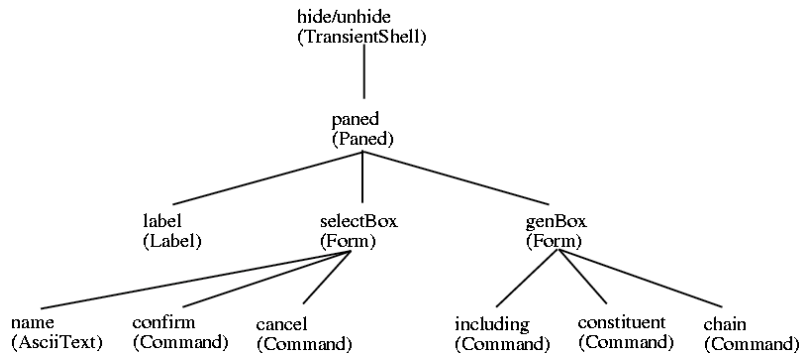 hide/unhide
(TransientShell)
paned
(Paned)
label
(Label)
selectBox
(Form)
genBox
(Form)
name
(AsciiText)
confirm
(Command)
cancel
(Command)
including
(Command)
constituent
(Command)
chain
(Command)